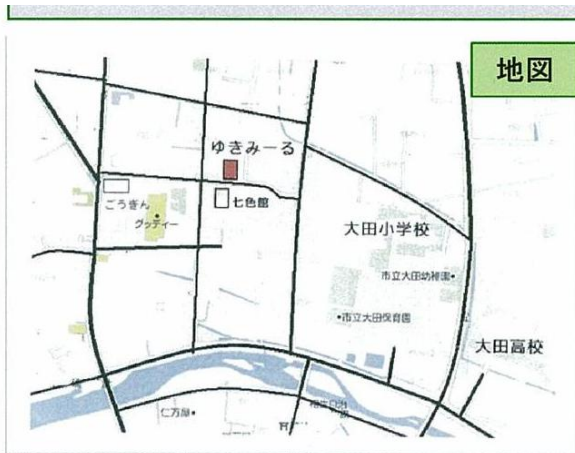 地図
ゆきみーる
ごうぎん
七色館
グッディー
大田小学校
市立大田幼稚園
市立大田保育園
大田高校
仁万屋